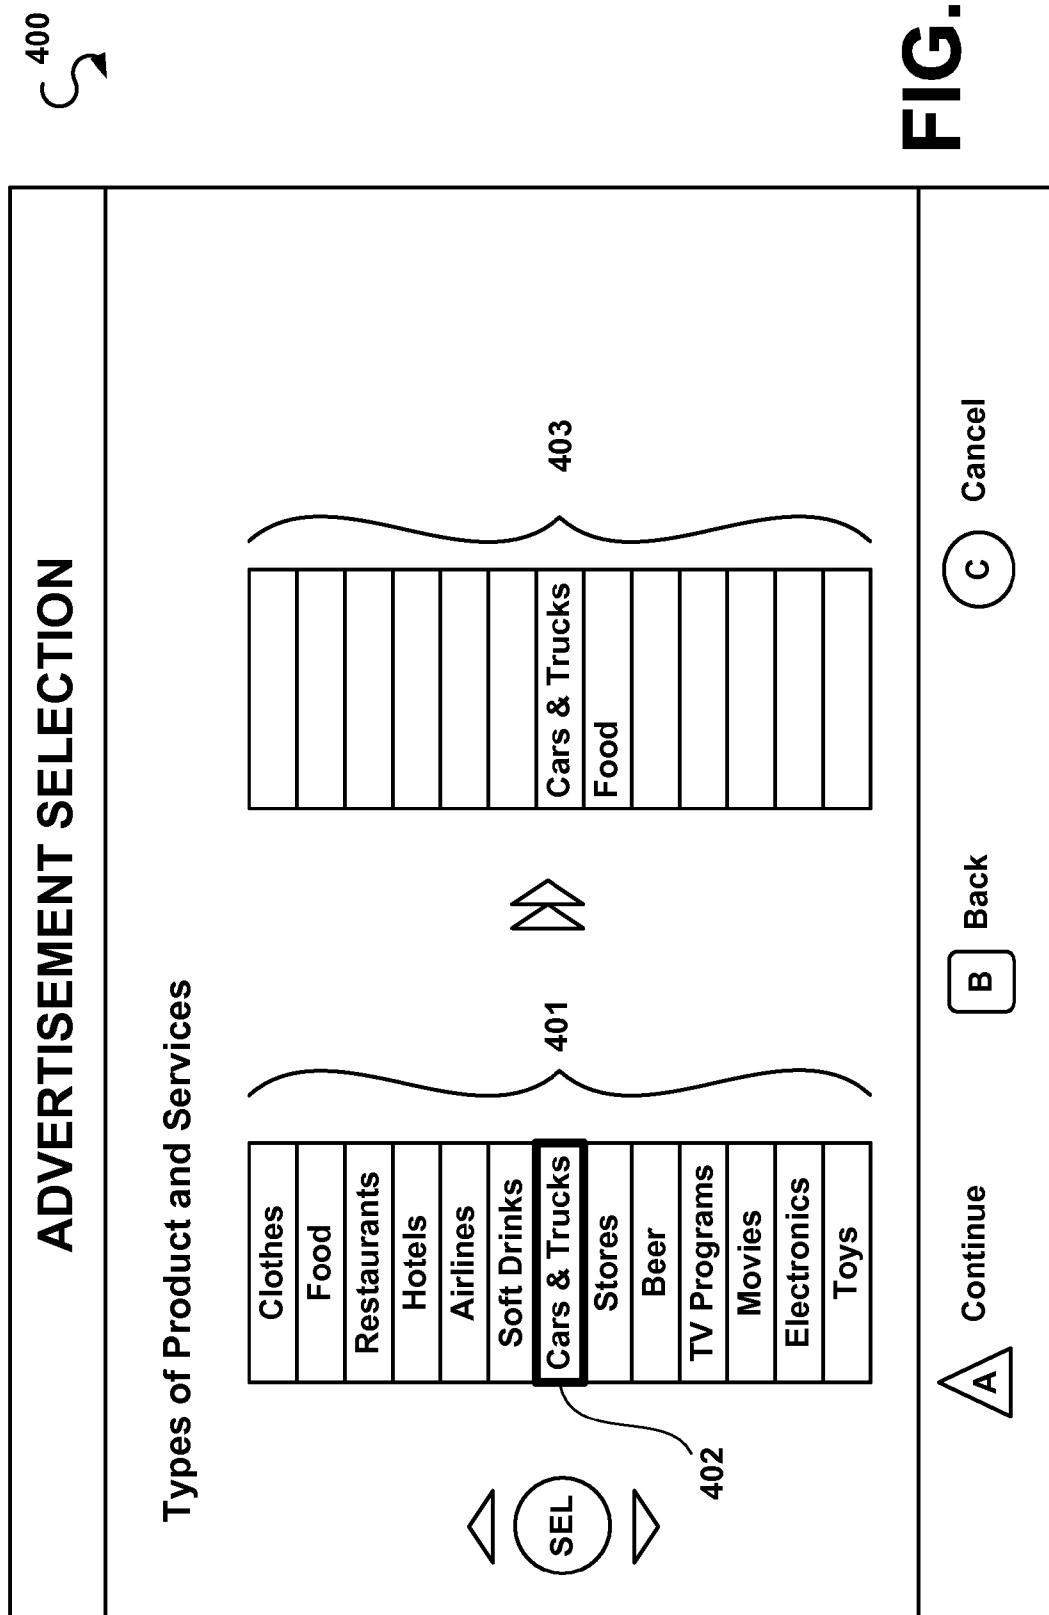 400
ADVERTISEMENT SELECTION
Types of Product and Services
SEL
402
Clothes
Food
Restaurants
Hotels
Airlines
Soft Drinks
Cars & Trucks
Stores
Beer
TV Programs
Movies
Electronics
Toys
401
Cars & Trucks
Food
403
A Continue
B Back
C Cancel
FIG.